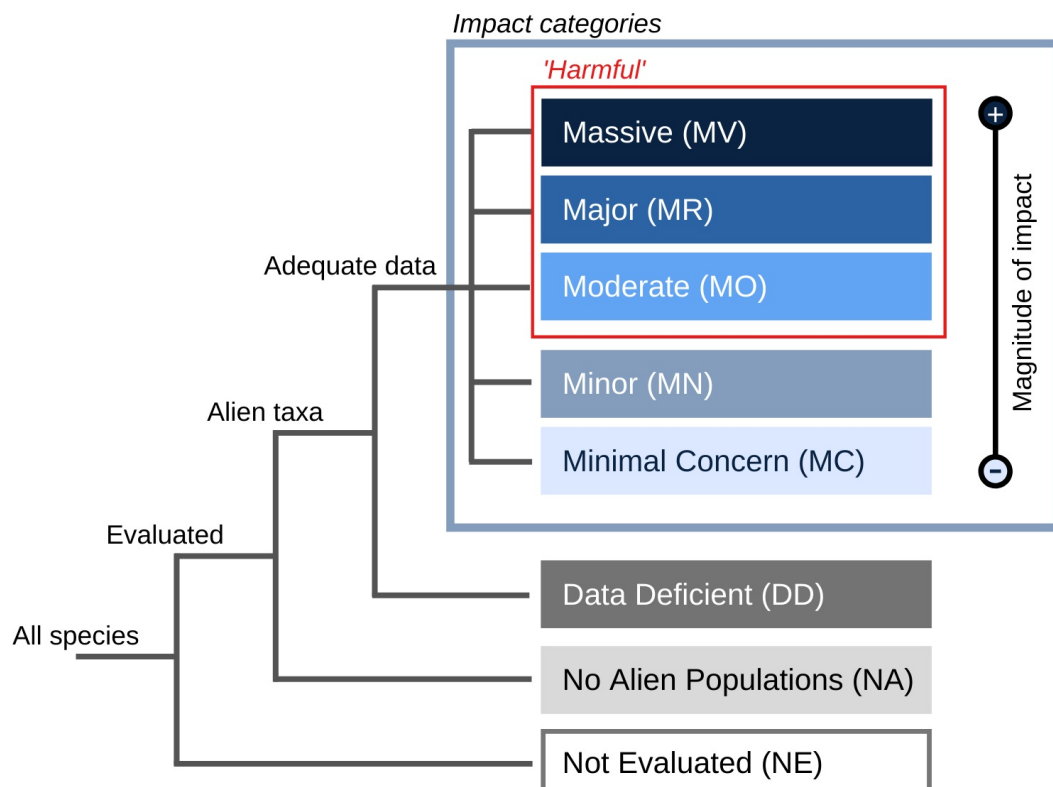 Impact categories
'Harmful'
Massive (MV)
+
Major (MR)
Adequate data
Moderate (MO)
Magnitude of impact
Minor (MN)
Alien taxa
Minimal Concern (MC)
-
Evaluated
Data Deficient (DD)
All species
No Alien Populations (NA)
Not Evaluated (NE)